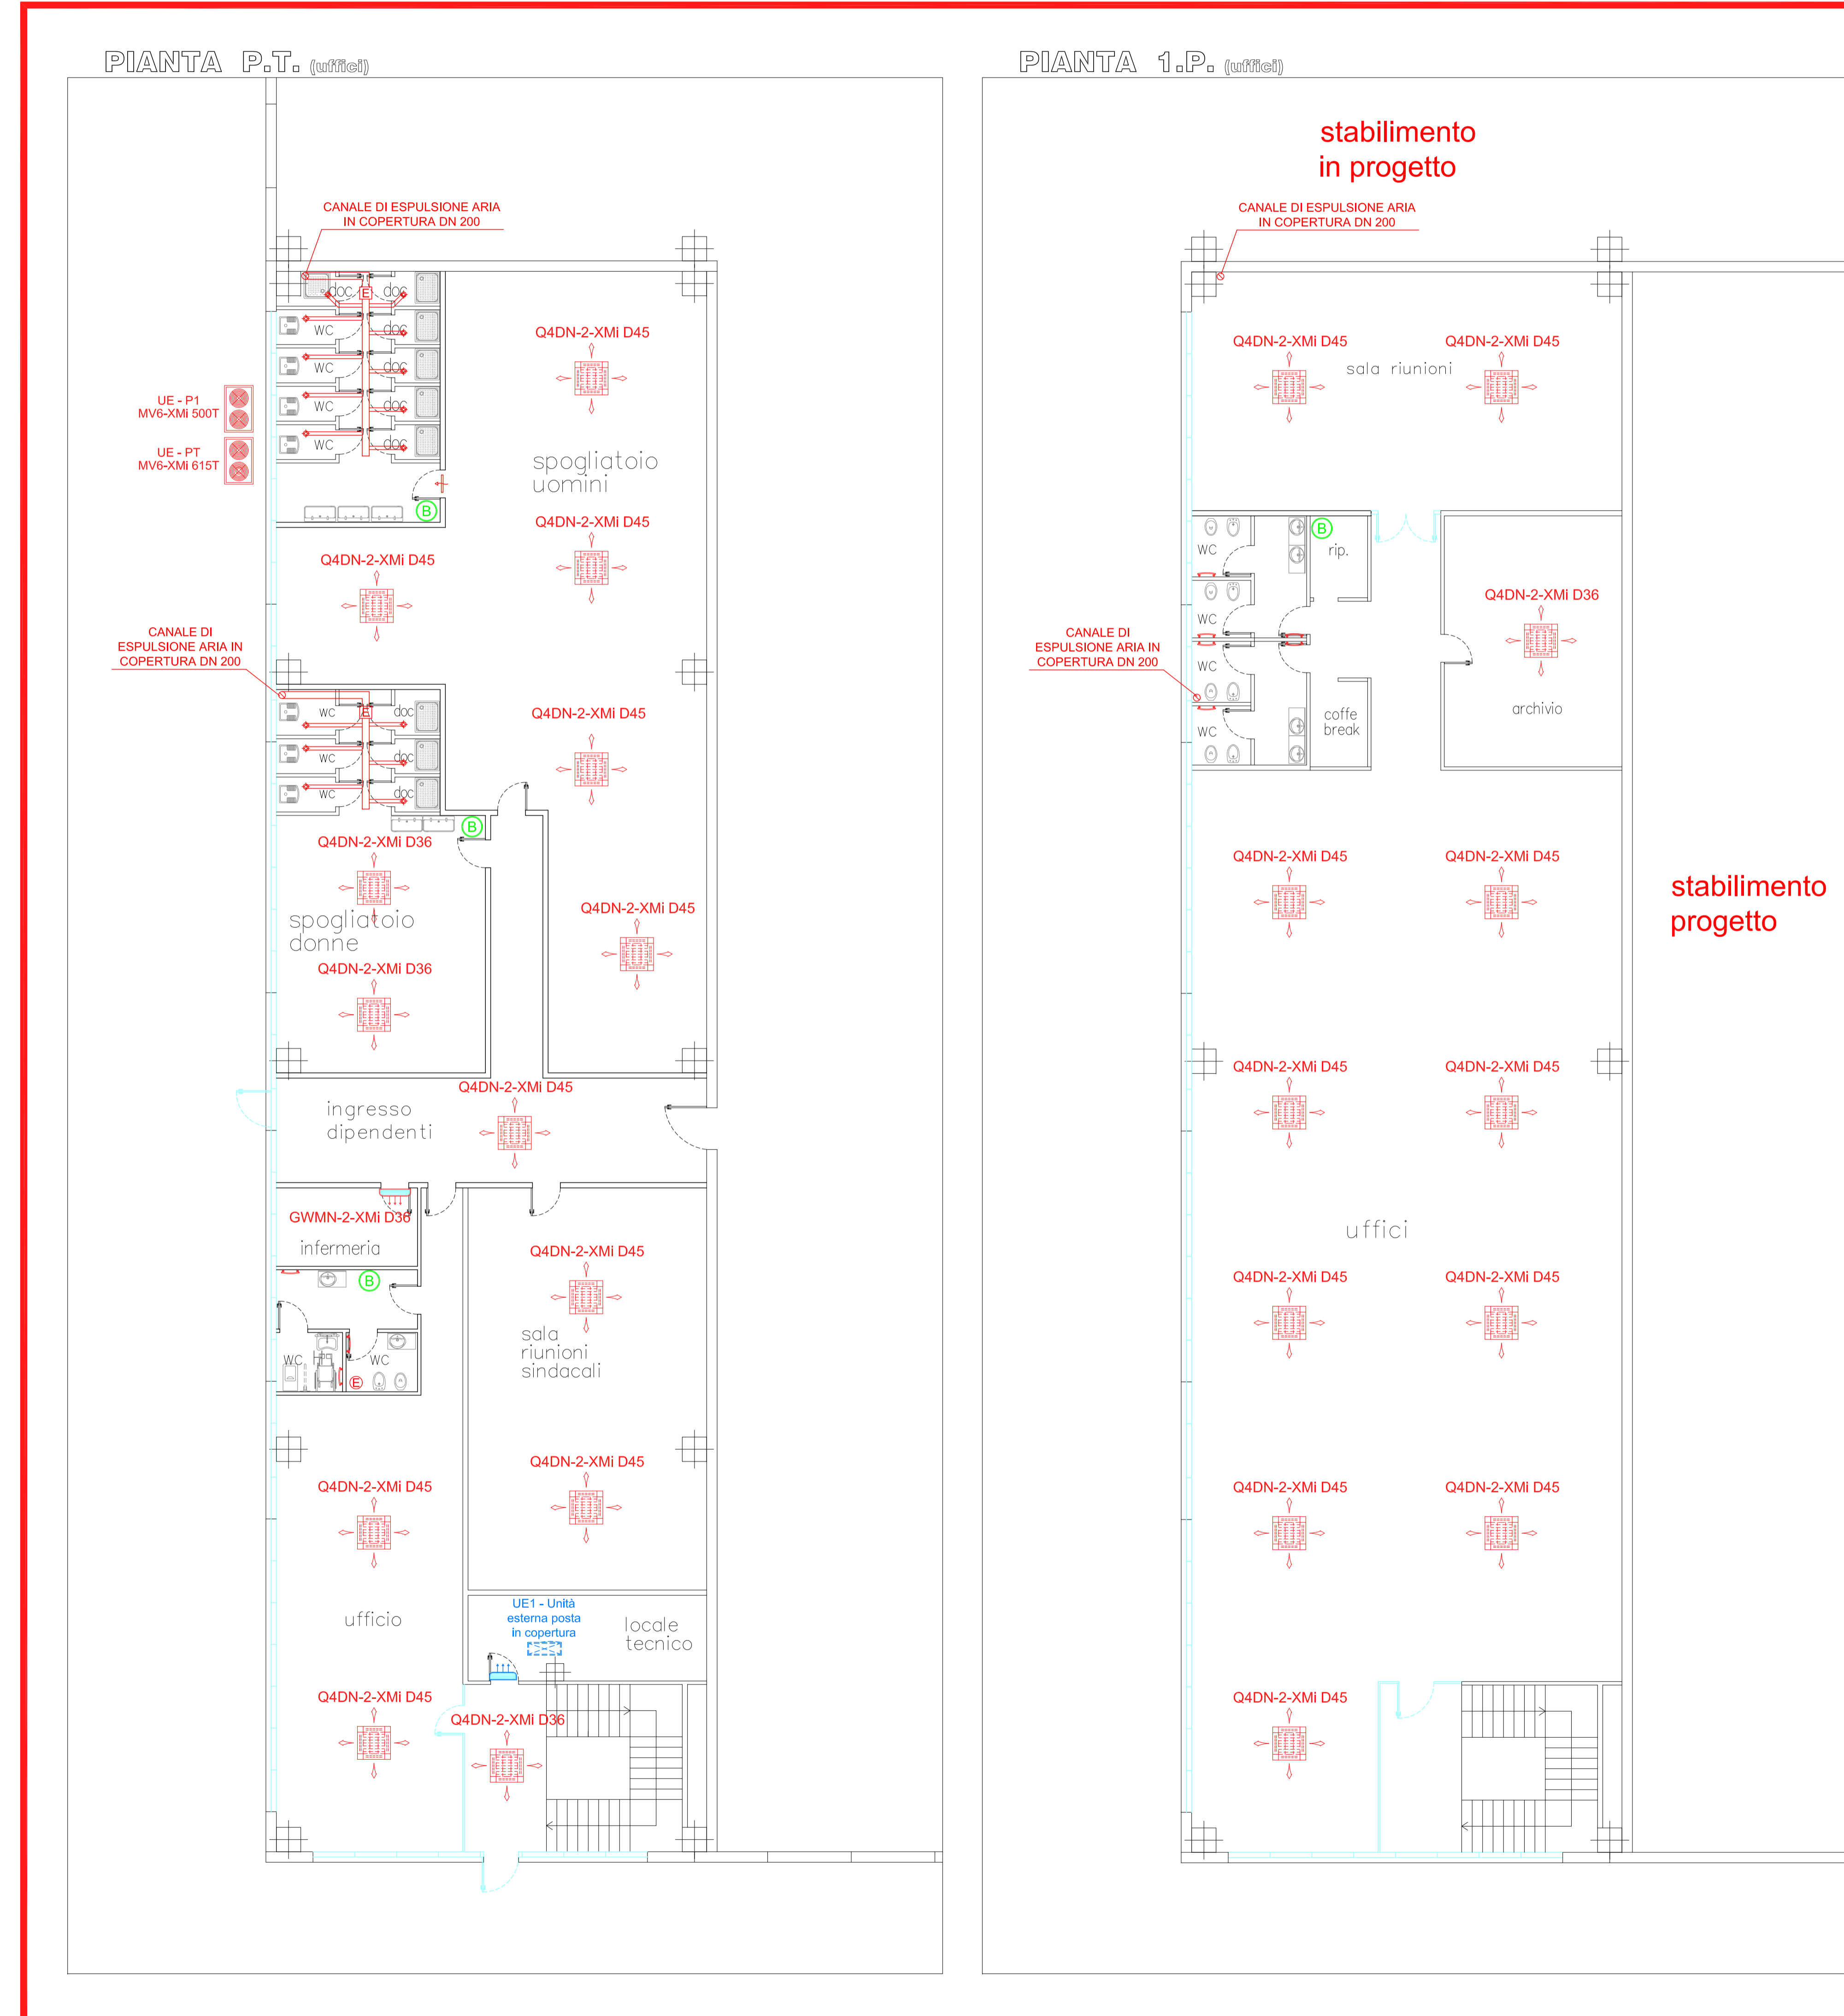 PIANTA P.T. (uffici)
CANALE DI ESPULSIONE ARIA
IN COPERTURA DN 200
doc
E
doc
WC
doc
WC
doc
WC
doc
WC
doc
Q4DN-2-XMi D45
UE - P1
MV6-XMi 500T
UE - PT
MV6-XMi 615T
spogliatoio
uomini
B
Q4DN-2-XMi D45
Q4DN-2-XMi D45
CANALE DI
ESPULSIONE ARIA IN
COPERTURA DN 200
WC
E
doc
WC
doc
WC
doc
Q4DN-2-XMi D45
B
Q4DN-2-XMi D36
spogliatoio
donne
Q4DN-2-XMi D45
Q4DN-2-XMi D36
Q4DN-2-XMi D45
ingresso
dipendenti
GWMN-2-XMi D36
infermeria
B
Q4DN-2-XMi D45
sala
riunioni
sindacali
WC H
WC
E
Q4DN-2-XMi D45
Q4DN-2-XMi D45
ufficio
UE1 - Unità
esterna posta
in copertura
locale
tecnico
Q4DN-2-XMi D45
Q4DN-2-XMi D36
PIANTA 1.P. (uffici)
stabilimento
in progetto
CANALE DI ESPULSIONE ARIA
IN COPERTURA DN 200
Q4DN-2-XMi D45
Q4DN-2-XMi D45
sala riunioni
B
WC
rip.
WC
Q4DN-2-XMi D36
CANALE DI
ESPULSIONE ARIA IN
COPERTURA DN 200
WC
WC
coffe
break
archivio
Q4DN-2-XMi D45
Q4DN-2-XMi D45
stabilimento
progetto
Q4DN-2-XMi D45
Q4DN-2-XMi D45
uffici
Q4DN-2-XMi D45
Q4DN-2-XMi D45
Q4DN-2-XMi D45
Q4DN-2-XMi D45
Q4DN-2-XMi D45